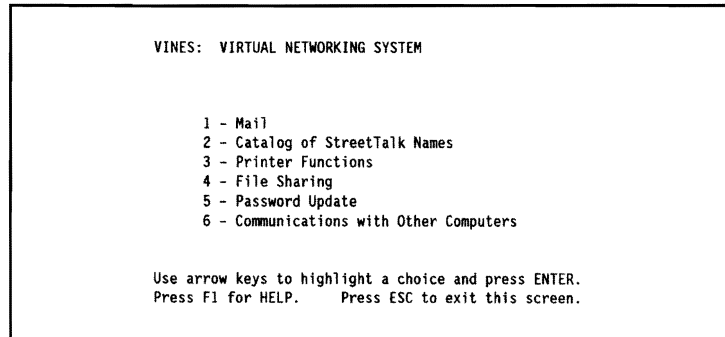 VINES: VIRTUAL NETWORKING SYSTEM
1 - Mail
2 - Catalog of StreetTalk Names
3 - Printer Functions
4 - File Sharing
5 - Password Update
6 - Communications with Other Computers
Use arrow keys to highlight a choice and press ENTER.
Press F1 for HELP. Press ESC to exit this screen.